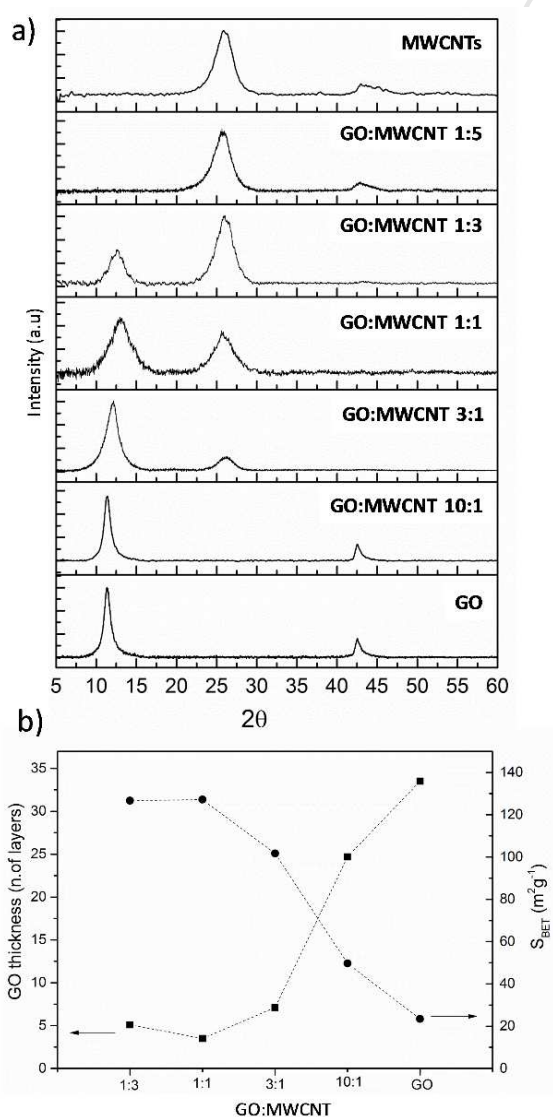 a)
MWCNTs
GO:MWCNT 1:5
GO:MWCNT 1:3
GO:MWCNT 1:1
GO:MWCNT 3:1
GO:MWCNT 10:1
GO
Intensity (a.u)
5 10 15 20 25 30 35 40 45 50 55 60
2θ
b)
35
30
25
20
15
10
5
0
GO thickness (n.of layers)
140
120
100
80
60
40
20
0
S_BET (m²g⁻¹)
1:3 1:1 3:1 10:1 GO
GO:MWCNT